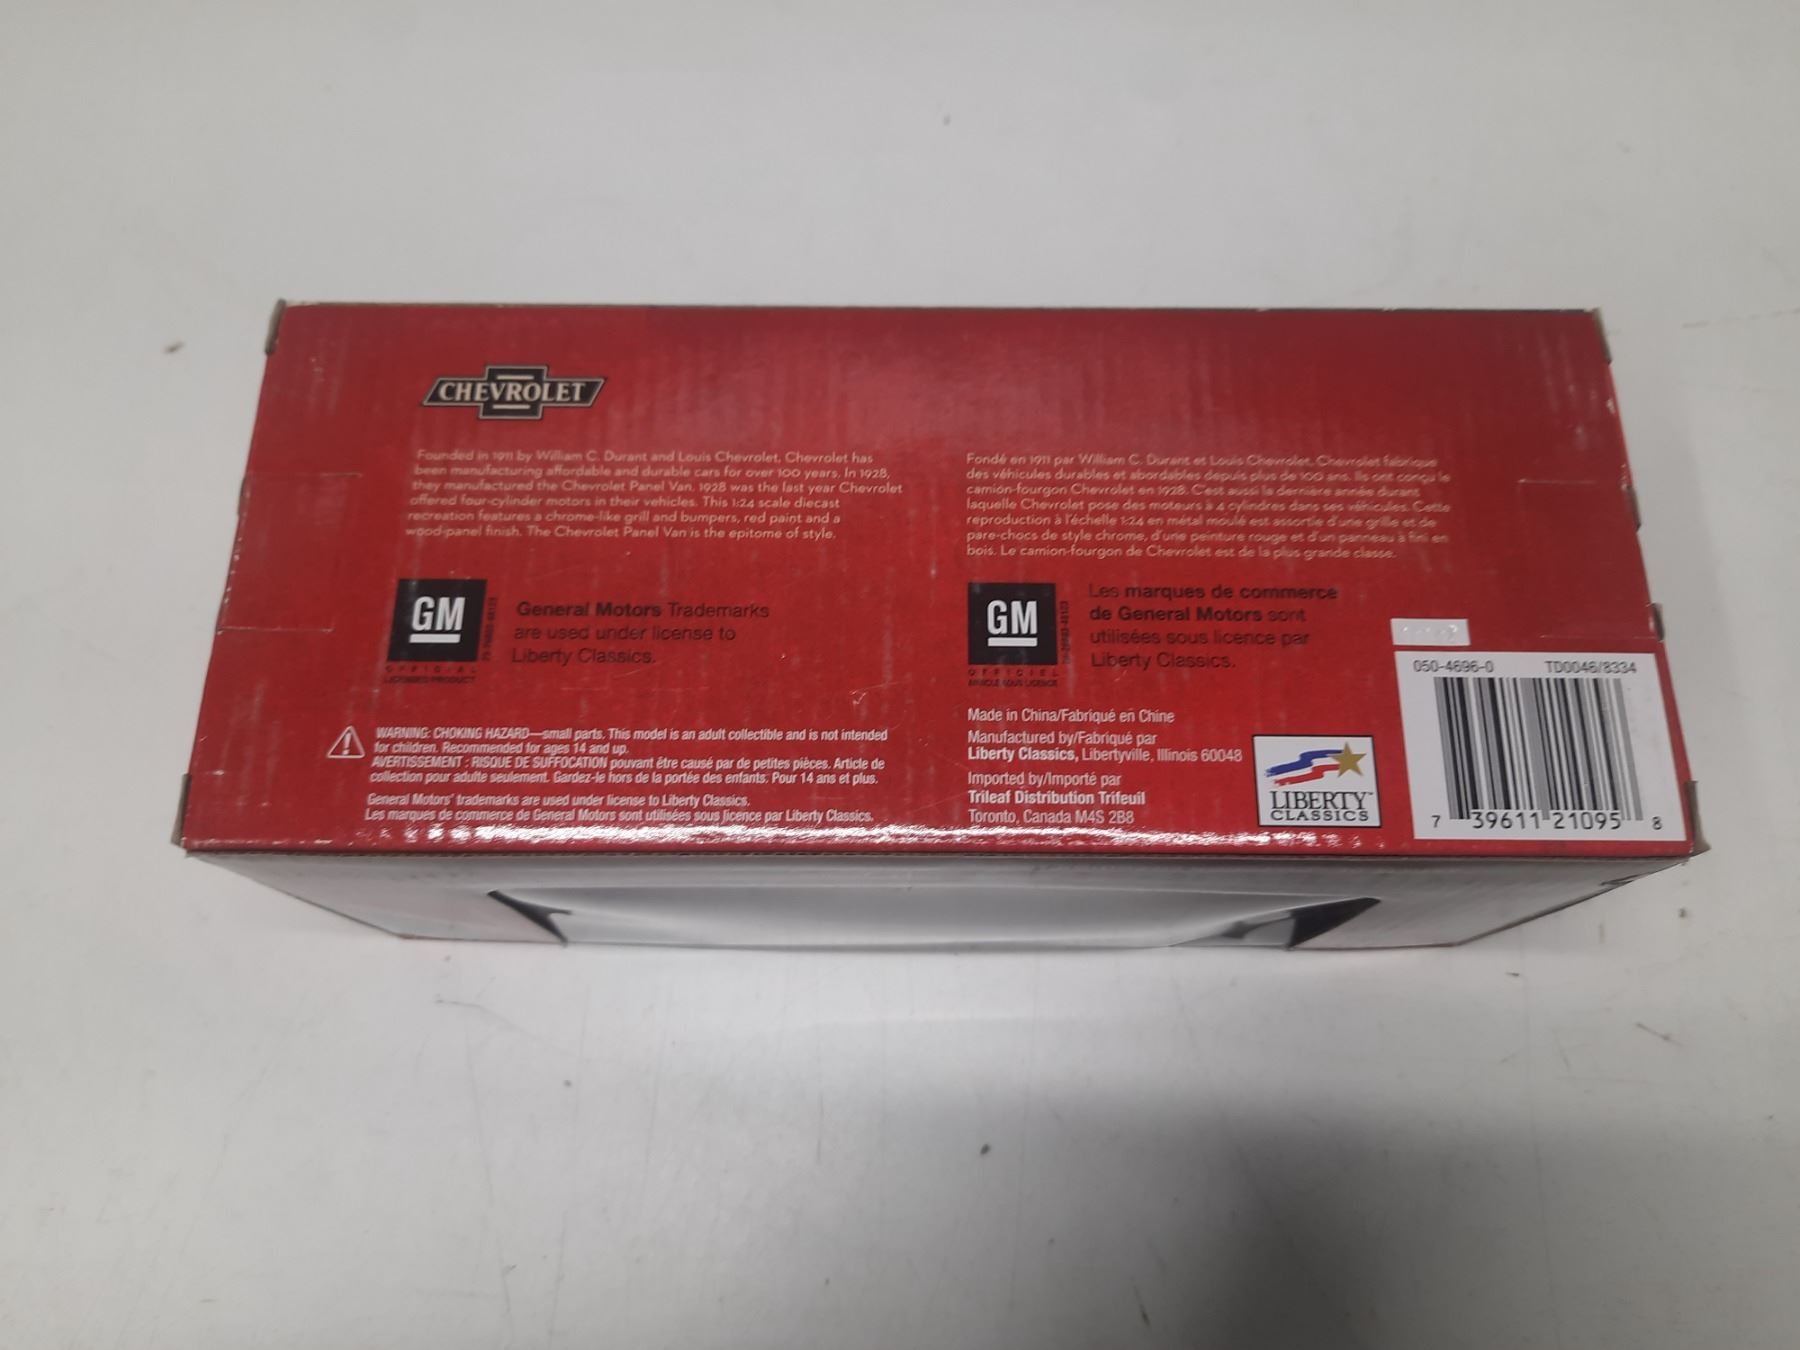 CHEVROLET
Founded in 1911 by William C. Durant and Louis Chevrolet, Chevrolet has
been manufacturing affordable and durable cars for over 100 years. In 1928,
they manufactured the Chevrolet Panel Van. 1928 was the last year Chevrolet
offered four-cylinder motors in their vehicles. This 1:24 scale diecast
recreation features a chrome-like grill and bumpers, red paint and a
wood-panel finish. The Chevrolet Panel Van is the epitome of style.
GM
OFFICIAL
LICENSED PRODUCT
General Motors Trademarks
are used under license to
Liberty Classics.
WARNING: CHOKING HAZARD—small parts. This model is an adult collectible and is not intended
for children. Recommended for ages 14 and up.
AVERTISSEMENT : RISQUE DE SUFFOCATION pouvant être causé par de petites pièces. Article de
collection pour adulte seulement. Gardez-le hors de la portée des enfants. Pour 14 ans et plus.
General Motors' trademarks are used under license to Liberty Classics.
Les marques de commerce de General Motors sont utilisées sous licence par Liberty Classics.
Fondé en 1911 par William C. Durant et Louis Chevrolet, Chevrolet fabrique
des véhicules durables et abordables depuis plus de 100 ans. Ils ont conçu le
camion-fourgon Chevrolet en 1928. C'est aussi la dernière année durant
laquelle Chevrolet pose des moteurs à 4 cylindres dans ses véhicules. Cette
reproduction à l'échelle 1:24 en métal moulé est assortie d'une grille et de
pare-chocs de style chrome, d'une peinture rouge et d'un panneau à fini en
bois. Le camion-fourgon de Chevrolet est de la plus grande classe.
GM
OFFICIEL
ARTICLE SOUS LICENCE
Les marques de commerce
de General Motors sont
utilisées sous licence par
Liberty Classics.
Made in China/Fabriqué en Chine
Manufactured by/Fabriqué par
Liberty Classics, Libertyville, Illinois 60048
Imported by/Importé par
Trileaf Distribution Trifeuil
Toronto, Canada M4S 2B8
LIBERTY™
CLASSICS
050-4696-0 TD0046/8334
7 39611 21095 8